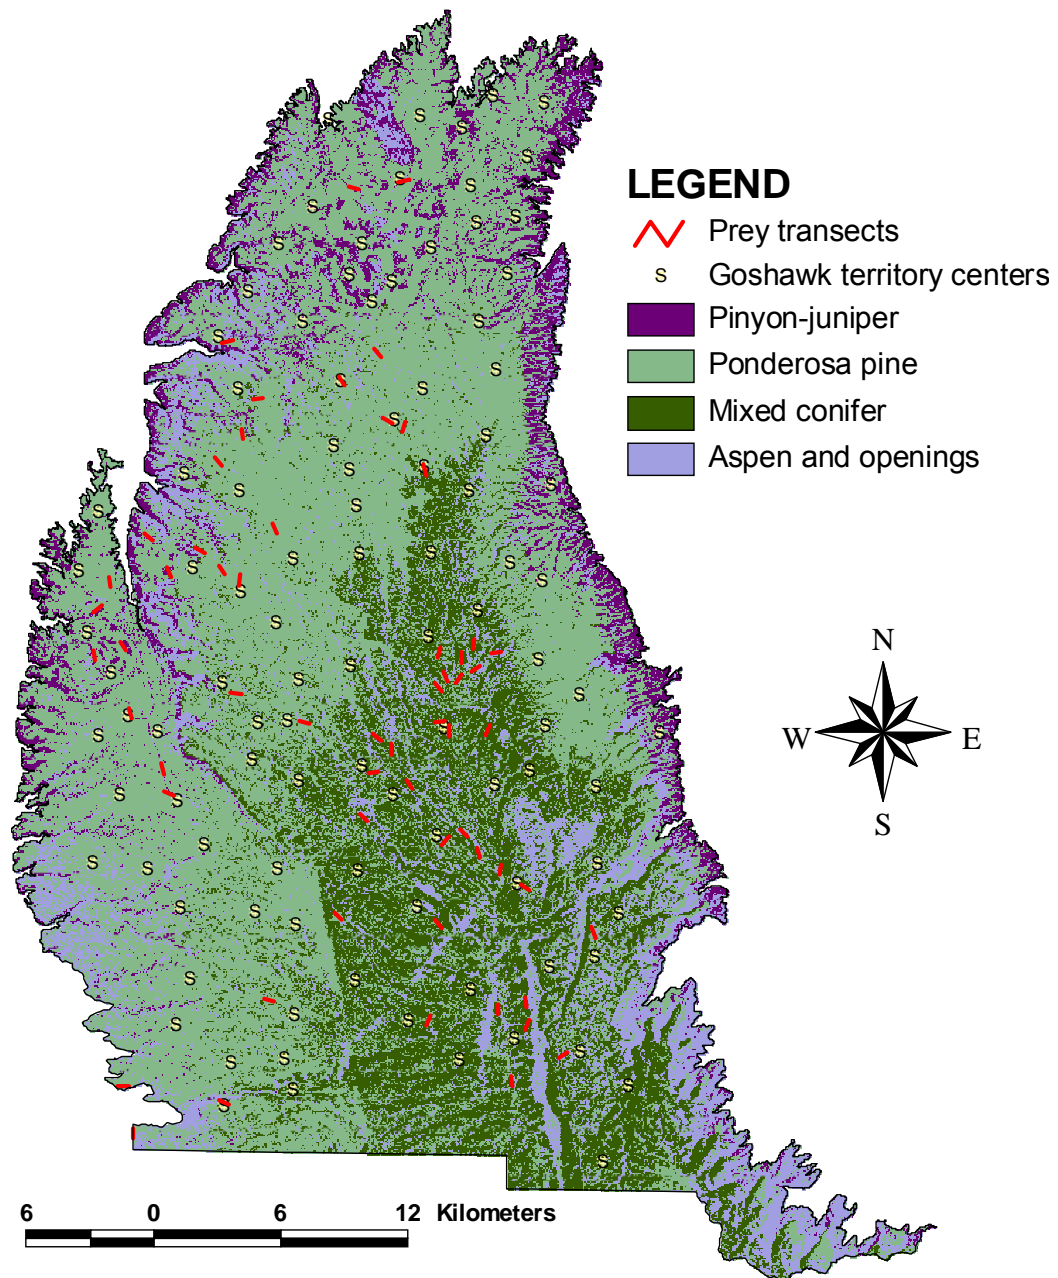 LEGEND
Prey transects
S Goshawk territory centers
Pinyon-juniper
Ponderosa pine
Mixed conifer
Aspen and openings
N
W E
S
6 0 6 12 Kilometers